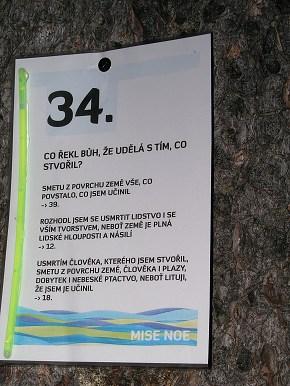 34.
CO ŘEKL BŮH, ŽE UDĚLÁ S TÍM, CO
STVOŘIL?
SMETU Z POVRCHU ZEMĚ VŠE, CO
POVSTALO, CO JSEM UČINIL
-> 39.
ROZHODL JSEM SE USMRTIT LIDSTVO I SE
VŠÍM TVORSTVEM, NEBOŤ ZEMĚ JE PLNÁ
LIDSKÉ HLOUPOSTI A NÁSILÍ
-> 12.
USMRTÍM ČLOVĚKA, KTERÉHO JSEM STVOŘIL,
SMETU Z POVRCHU ZEMĚ, ČLOVĚKA I PLAZY,
DOBYTEK I NEBESKÉ PTACTVO, NEBOŤ LITUJI,
ŽE JSEM JE UČINIL
-> 18.
MISE NOE